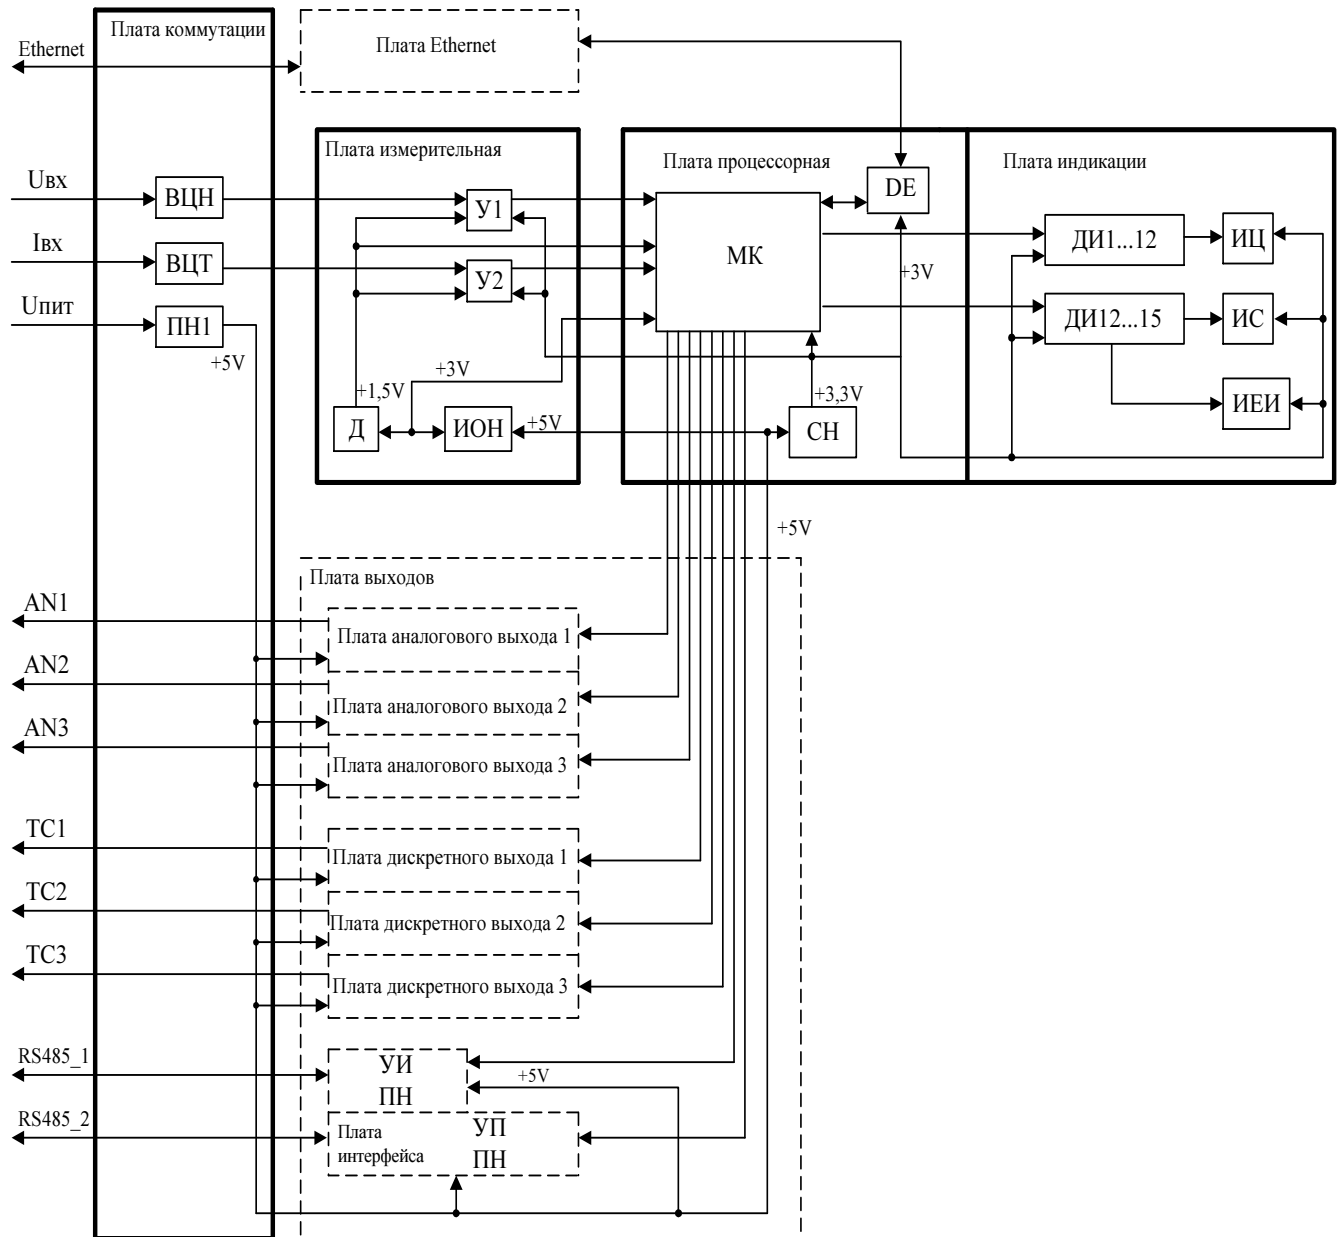 Плата коммутации
Ethernet
Плата Ethernet
Плата измерительная
Плата процессорная
Плата индикации
Uвх
ВЦН
У1
DE
МК
ДИ1...12
ИЦ
Iвх
ВЦТ
У2
+3V
Uпит
ПН1
ДИ12...15
ИС
+5V
+3V
+1,5V
+3,3V
ИЕИ
Д
ИОН
+5V
СН
+5V
Плата выходов
AN1
Плата аналогового выхода 1
AN2
Плата аналогового выхода 2
AN3
Плата аналогового выхода 3
ТС1
Плата дискретного выхода 1
ТС2
Плата дискретного выхода 2
ТС3
Плата дискретного выхода 3
RS485_1
УИ
ПН
+5V
RS485_2
Плата
интерфейса
УП
ПН